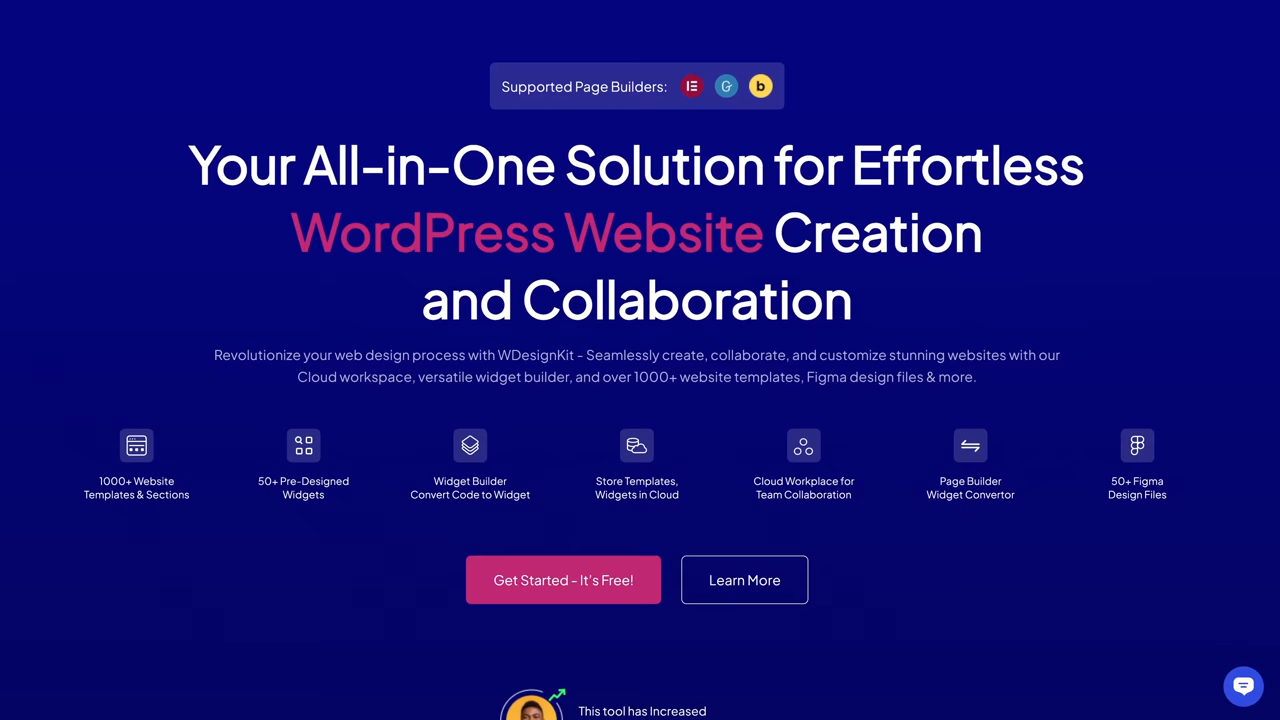 Supported Page Builders:
Your All-in-One Solution for Effortless
WordPress Website Creation
and Collaboration
Revolutionize your web design process with WDesignKit - Seamlessly create, collaborate, and customize stunning websites with our
Cloud workspace, versatile widget builder, and over 1000+ website templates, Figma design files & more.
1000+ Website
Templates & Sections
50+ Pre-Designed
Widgets
Widget Builder
Convert Code to Widget
Store Templates,
Widgets in Cloud
Cloud Workplace for
Team Collaboration
Page Builder
Widget Convertor
50+ Figma
Design Files
Get Started - It's Free!
Learn More
This tool has Increased